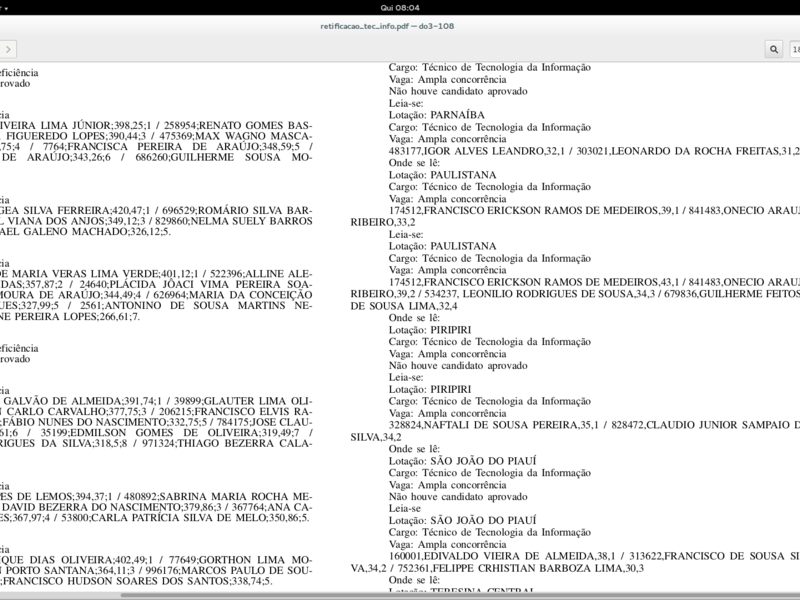 Qui 08:04
retificacao_tec_info.pdf — do3-108
eficiência
rovado
cia
IVEIRA LIMA JÚNIOR;398,25;1 / 258954;RENATO GOMES BAS-
FIGUEREDO LOPES;390,44;3 / 475369;MAX WAGNO MASCA-
,75;4 / 7764;FRANCISCA PEREIRA DE ARAÚJO;348,59;5 /
DE ARAÚJO;343,26;6 / 686260;GUILHERME SOUSA MO-
cia
GEA SILVA FERREIRA;420,47;1 / 696529;ROMÁRIO SILVA BAR-
L VIANA DOS ANJOS;349,12;3 / 829860;NELMA SUELY BARROS
AEL GALENO MACHADO;326,12;5.
cia
DE MARIA VERAS LIMA VERDE;401,12;1 / 522396;ALLINE ALE-
IDAS;357,87;2 / 24640;PLÁCIDA JÓACI VIMA PEREIRA SOA-
MOURA DE ARAÚJO;344,49;4 / 626964;MARIA DA CONCEIÇÃO
UES;327,99;5 / 2561;ANTONINO DE SOUSA MARTINS NE-
NE PEREIRA LOPES;266,61;7.
eficiência
rovado
cia
GALVÃO DE ALMEIDA;391,74;1 / 39899;GLAUTER LIMA OLI-
I CARLO CARVALHO;377,75;3 / 206215;FRANCISCO ELVIS RA-
;FÁBIO NUNES DO NASCIMENTO;332,75;5 / 784175;JOSE CLAU-
61;6 / 35199;EDMILSON GOMES DE OLIVEIRA;319,49;7 /
RIGUES DA SILVA;318,5;8 / 971324;THIAGO BEZERRA CALA-
cia
PES DE LEMOS;394,37;1 / 480892;SABRINA MARIA ROCHA ME-
DAVID BEZERRA DO NASCIMENTO;379,86;3 / 367764;ANA CA-
ES;367,97;4 / 53800;CARLA PATRÍCIA SILVA DE MELO;350,86;5.
cia
QUE DIAS OLIVEIRA;402,49;1 / 77649;GORTHON LIMA MO-
N PORTO SANTANA;364,11;3 / 996176;MARCOS PAULO DE SOU-
;FRANCISCO HUDSON SOARES DOS SANTOS;338,74;5.
Cargo: Técnico de Tecnologia da Informação
Vaga: Ampla concorrência
Não houve candidato aprovado
Leia-se:
Lotação: PARNAÍBA
Cargo: Técnico de Tecnologia da Informação
Vaga: Ampla concorrência
483177,IGOR ALVES LEANDRO,32,1 / 303021,LEONARDO DA ROCHA FREITAS,31,2
Onde se lê:
Lotação: PAULISTANA
Cargo: Técnico de Tecnologia da Informação
Vaga: Ampla concorrência
174512,FRANCISCO ERICKSON RAMOS DE MEDEIROS,39,1 / 841483,ONECIO ARAU
RIBEIRO,33,2
Leia-se:
Lotação: PAULISTANA
Cargo: Técnico de Tecnologia da Informação
Vaga: Ampla concorrência
174512,FRANCISCO ERICKSON RAMOS DE MEDEIROS,43,1 / 841483,ONECIO ARAU
RIBEIRO,39,2 / 534237, LEONILIO RODRIGUES DE SOUSA,34,3 / 679836,GUILHERME FEITOS
DE SOUSA LIMA,32,4
Onde se lê:
Lotação: PIRIPIRI
Cargo: Técnico de Tecnologia da Informação
Vaga: Ampla concorrência
Não houve candidato aprovado
Leia-se:
Lotação: PIRIPIRI
Cargo: Técnico de Tecnologia da Informação
Vaga: Ampla concorrência
328824,NAFTALI DE SOUSA PEREIRA,35,1 / 828472,CLAUDIO JUNIOR SAMPAIO D
SILVA,34,2
Onde se lê:
Lotação: SÃO JOÃO DO PIAUÍ
Cargo: Técnico de Tecnologia da Informação
Vaga: Ampla concorrência
Não houve candidato aprovado
Leia-se
Lotação: SÃO JOÃO DO PIAUÍ
Cargo: Técnico de Tecnologia da Informação
Vaga: Ampla concorrência
160001,EDIVALDO VIEIRA DE ALMEIDA,38,1 / 313622,FRANCISCO DE SOUSA SI
VA,34,2 / 752361,FELIPPE CRHISTIAN BARBOZA LIMA,30,3
Onde se lê:
Lotação: TERESINA CENTRAL